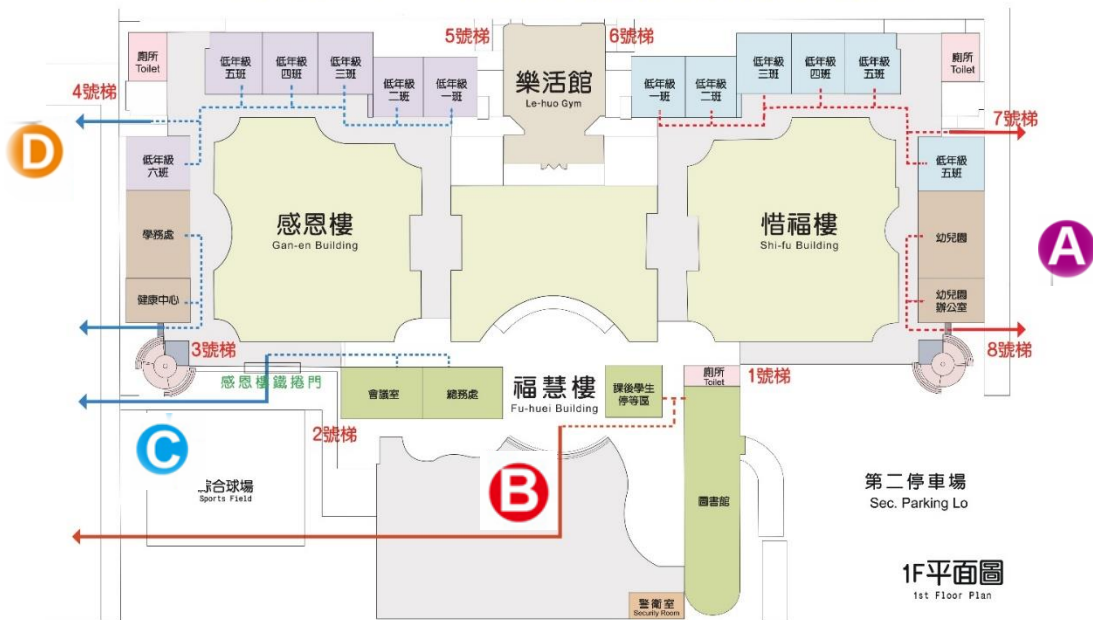 5號梯
6號梯
廁所
Toilet
低年級
五班
低年級
四班
低年級
三班
低年級
二班
低年級
一班
樂活館
Le-huo Gym
低年級
一班
低年級
二班
低年級
三班
低年級
四班
低年級
五班
廁所
Toilet
4號梯
7號梯
D
低年級
六班
低年級
五班
學務處
感恩樓
Gan-en Building
惜福樓
Shi-fu Building
幼兒園
A
健康中心
幼兒園
辦公室
3號梯
8號梯
感恩樓鐵捲門
會議室
總務處
福慧樓
Fu-huei Building
課後學生
停等區
廁所
Toilet
1號梯
2號梯
C
B
綜合球場
Sports Field
圖書館
第二停車場
Sec. Parking Lo
1F平面圖
1st Floor Plan
警衛室
Security Room